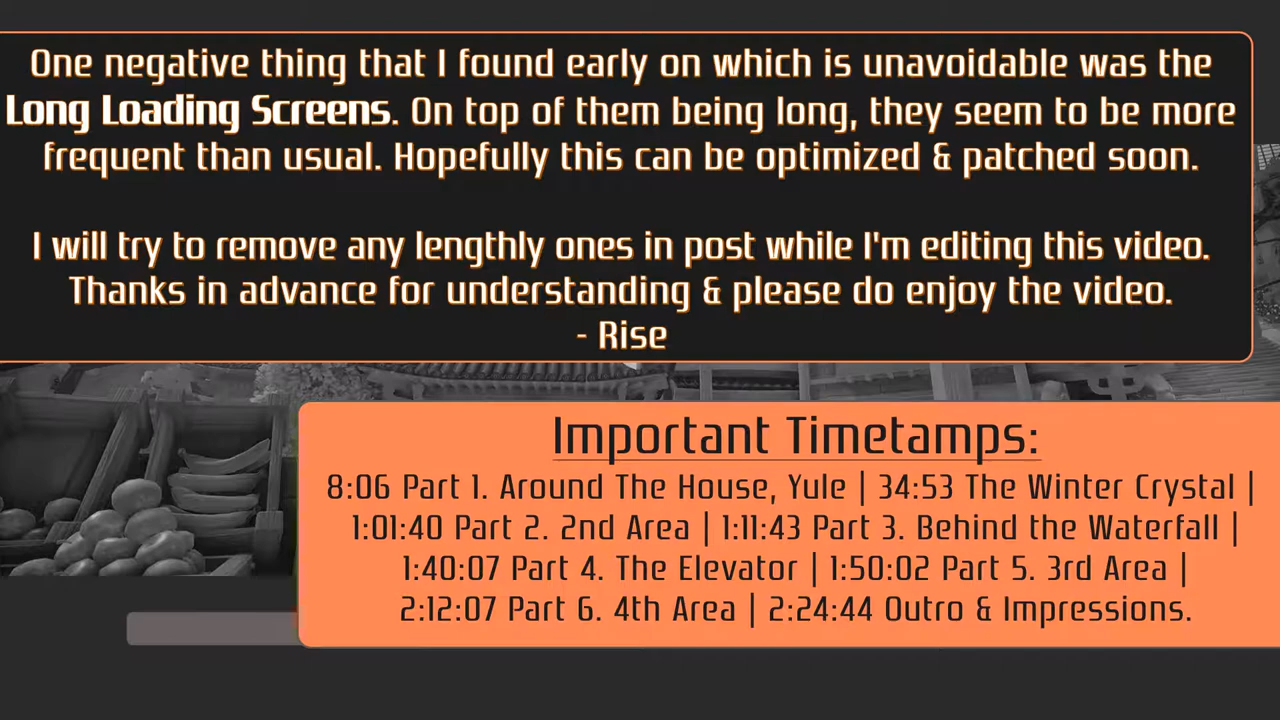 One negative thing that I found early on which is unavoidable was the
Long Loading Screens. On top of them being long, they seem to be more
frequent than usual. Hopefully this can be optimized & patched soon.
I will try to remove any lengthly ones in post while I'm editing this video.
Thanks in advance for understanding & please do enjoy the video.
- Rise
Important Timetamps:
8:06 Part 1. Around The House, Yule | 34:53 The Winter Crystal |
1:01:40 Part 2. 2nd Area | 1:11:43 Part 3. Behind the Waterfall |
1:40:07 Part 4. The Elevator | 1:50:02 Part 5. 3rd Area |
2:12:07 Part 6. 4th Area | 2:24:44 Outro & Impressions.